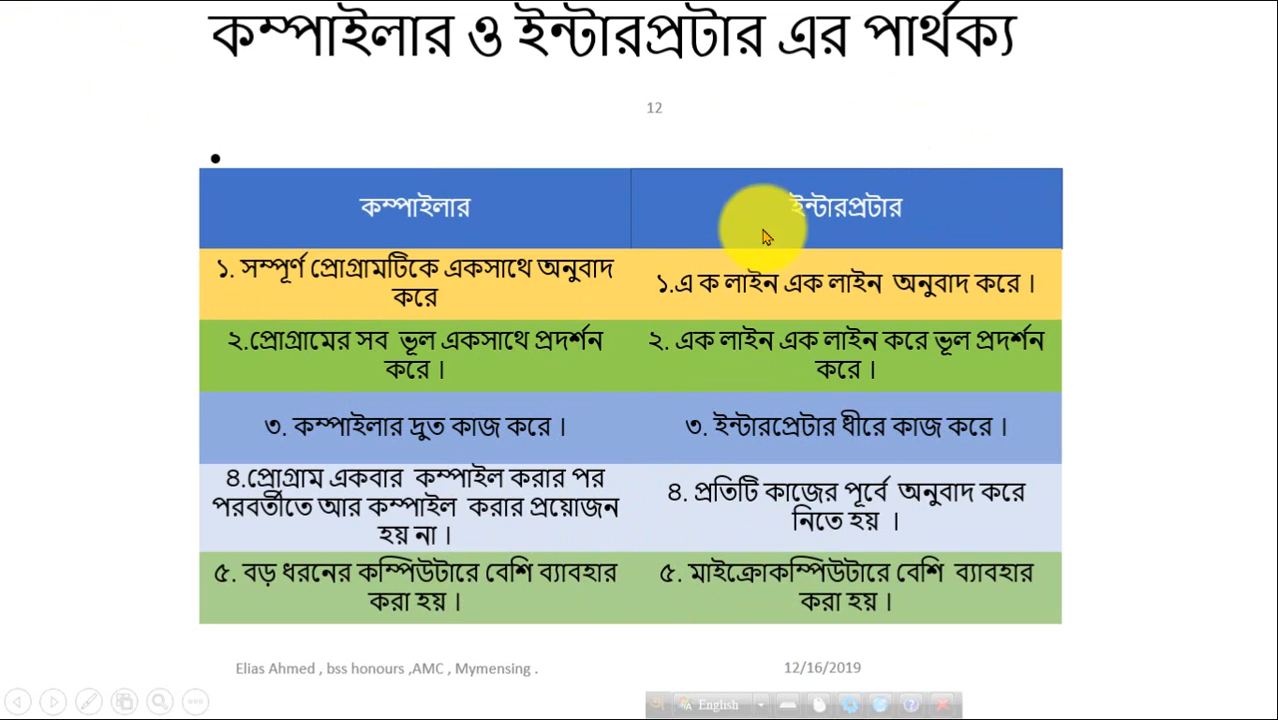 কম্পাইলার ও ইন্টারপ্রটার এর পার্থক্য
12
কম্পাইলার
ইন্টারপ্রটার
১. সম্পূর্ণ প্রোগ্রামটিকে একসাথে অনুবাদ
করে
১.এ ক লাইন এক লাইন অনুবাদ করে ।
২.প্রোগ্রামের সব ভূল একসাথে প্রদর্শন
করে ।
২. এক লাইন এক লাইন করে ভূল প্রদর্শন
করে ।
৩. কম্পাইলার দ্রুত কাজ করে ।
৩. ইন্টারপ্রেটার ধীরে কাজ করে ।
৪.প্রোগ্রাম একবার কম্পাইল করার পর
পরবর্তীতে আর কম্পাইল করার প্রয়োজন
হয় না ।
৪. প্রতিটি কাজের পূর্বে অনুবাদ করে
নিতে হয় ।
৫. বড় ধরনের কম্পিউটারে বেশি ব্যাবহার
করা হয় ।
৫. মাইক্রোকম্পিউটারে বেশি ব্যাবহার
করা হয় ।
Elias Ahmed , bss honours ,AMC , Mymensing .
12/16/2019
English